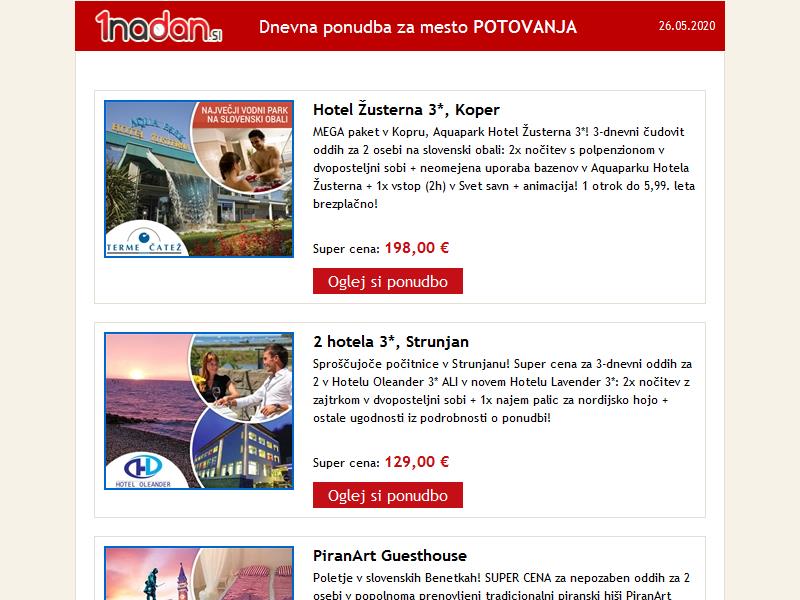 1nadan.si
Dnevna ponudba za mesto POTOVANJA
26.05.2020
NAJVEČJI VODNI PARK
NA SLOVENSKI OBALI
AQUA PARK
HOTEL ŽUSTERNA
TERME ČATEŽ
Hotel Žusterna 3*, Koper
MEGA paket v Kopru, Aquapark Hotel Žusterna 3*! 3-dnevni čudovit
oddih za 2 osebi na slovenski obali: 2x nočitev s polpenzionom v
dvoposteljni sobi + neomejena uporaba bazenov v Aquaparku Hotela
Žusterna + 1x vstop (2h) v Svet savn + animacija! 1 otrok do 5,99. leta
brezplačno!
Super cena: 198,00 €
Oglej si ponudbo
HOTEL OLEANDER
2 hotela 3*, Strunjan
Sproščujoče počitnice v Strunjanu! Super cena za 3-dnevni oddih za
2 v Hotelu Oleander 3* ALI v novem Hotelu Lavender 3*: 2x nočitev z
zajtrkom v dvoposteljni sobi + 1x najem palic za nordijsko hojo +
ostale ugodnosti iz podrobnosti o ponudbi!
Super cena: 129,00 €
Oglej si ponudbo
PiranArt Guesthouse
Poletje v slovenskih Benetkah! SUPER CENA za nepozaben oddih za 2
osebi v popolnoma prenovljeni tradicionalni piranski hiši PiranArt